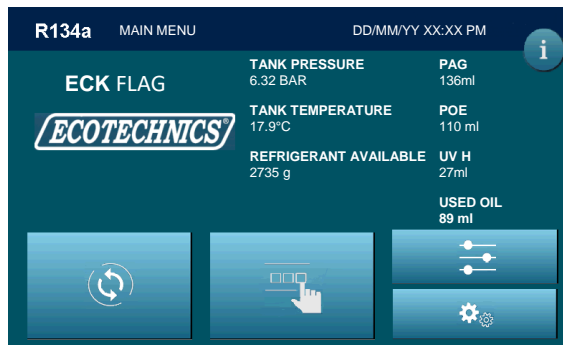 R134a MAIN MENU DD/MM/YY XX:XX PM
i
ECK FLAG
ECOTECHNICS®
TANK PRESSURE
6.32 BAR
TANK TEMPERATURE
17.9°C
REFRIGERANT AVAILABLE
2735 g
PAG
136ml
POE
110 ml
UV H
27ml
USED OIL
89 ml